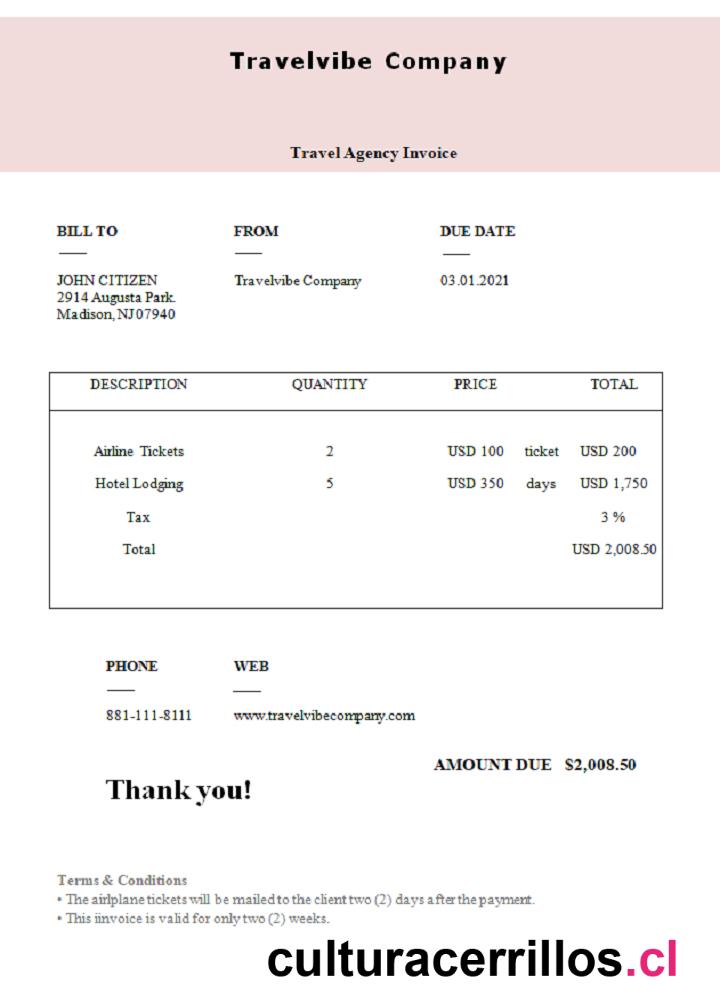 Travelvibe Company
Travel Agency Invoice
BILL TO FROM DUE DATE
JOHN CITIZEN Travelvibe Company 03.01.2021
2914 Augusta Park.
Madison, NJ 07940
DESCRIPTION QUANTITY PRICE TOTAL
Airline Tickets 2 USD 100 ticket USD 200
Hotel Lodging 5 USD 350 days USD 1,750
Tax 3 %
Total USD 2,008.50
PHONE WEB
881-111-8111 www.travelvibecompany.com
AMOUNT DUE $2,008.50
Thank you!
Terms & Conditions
• The airlplane tickets will be mailed to the client two (2) days after the payment.
• This iinvoice is valid for only two (2) weeks.
culturacerrillos.cl